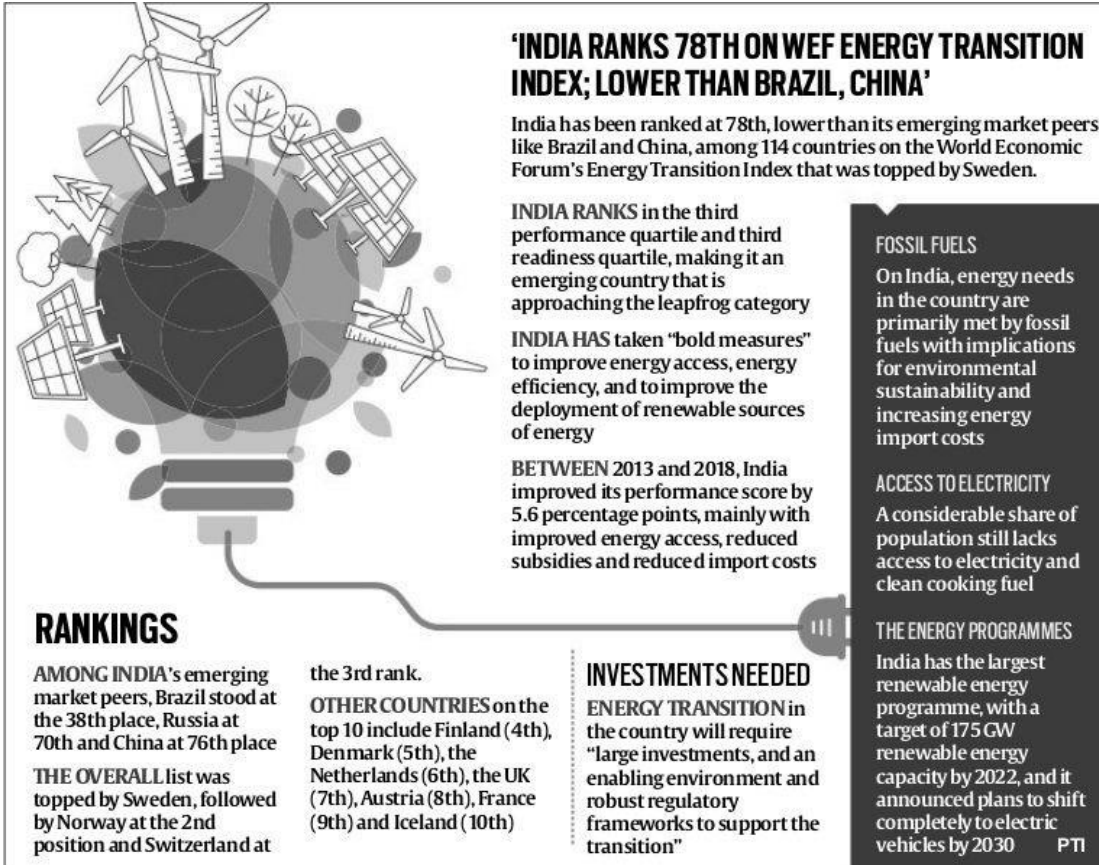 ‘INDIA RANKS 78TH ON WEF ENERGY TRANSITION
INDEX; LOWER THAN BRAZIL, CHINA’
India has been ranked at 78th, lower than its emerging market peers
like Brazil and China, among 114 countries on the World Economic
Forum's Energy Transition Index that was topped by Sweden.
INDIA RANKS in the third
performance quartile and third
readiness quartile, making it an
emerging country that is
approaching the leapfrog category
INDIA HAS taken “bold measures”
to improve energy access, energy
efficiency, and to improve the
deployment of renewable sources
of energy
BETWEEN 2013 and 2018, India
improved its performance score by
5.6 percentage points, mainly with
improved energy access, reduced
subsidies and reduced import costs
FOSSIL FUELS
On India, energy needs
in the country are
primarily met by fossil
fuels with implications
for environmental
sustainability and
increasing energy
import costs
ACCESS TO ELECTRICITY
A considerable share of
population still lacks
access to electricity and
clean cooking fuel
THE ENERGY PROGRAMMES
India has the largest
renewable energy
programme, with a
target of 175 GW
renewable energy
capacity by 2022, and it
announced plans to shift
completely to electric
vehicles by 2030 PTI
RANKINGS
AMONG INDIA's emerging
market peers, Brazil stood at
the 38th place, Russia at
70th and China at 76th place
THE OVERALL list was
topped by Sweden, followed
by Norway at the 2nd
position and Switzerland at
the 3rd rank.
OTHER COUNTRIES on the
top 10 include Finland (4th),
Denmark (5th), the
Netherlands (6th), the UK
(7th), Austria (8th), France
(9th) and Iceland (10th)
INVESTMENTS NEEDED
ENERGY TRANSITION in
the country will require
“large investments, and an
enabling environment and
robust regulatory
frameworks to support the
transition”